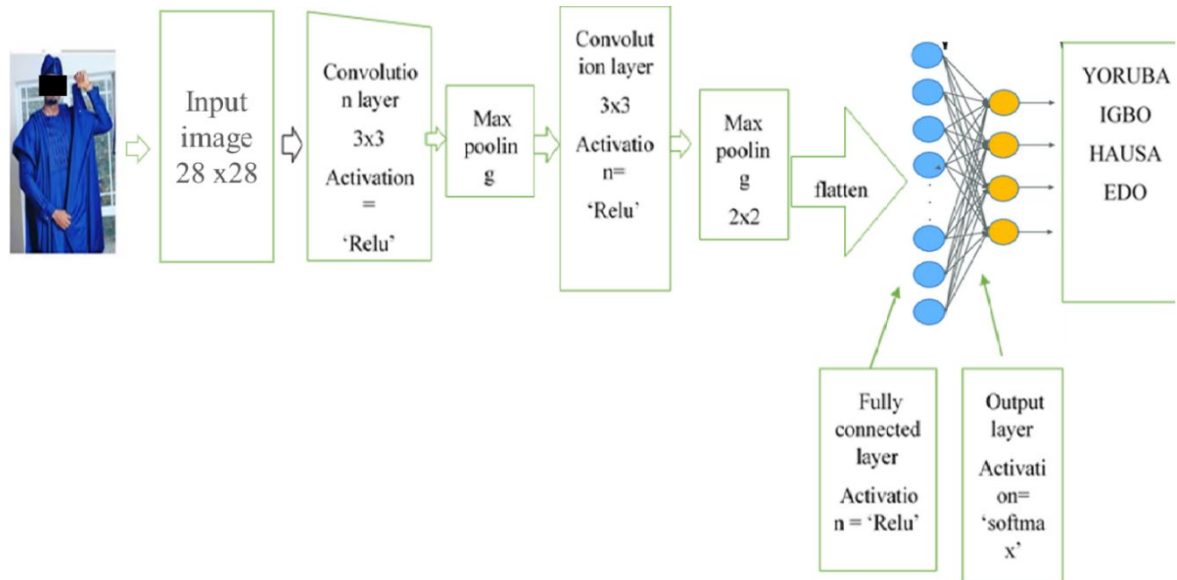 Input
image
28 x28
Convolutio
n layer
3x3
Activation
=
‘Relu’
Max
poolin
g
Convolut
ion layer
3x3
Activatio
n=
‘Relu’
Max
poolin
g
2x2
flatten
YORUBA
IGBO
HAUSA
EDO
Fully
connected
layer
Activatio
n = ‘Relu’
Output
layer
Activati
on=
‘softma
x’